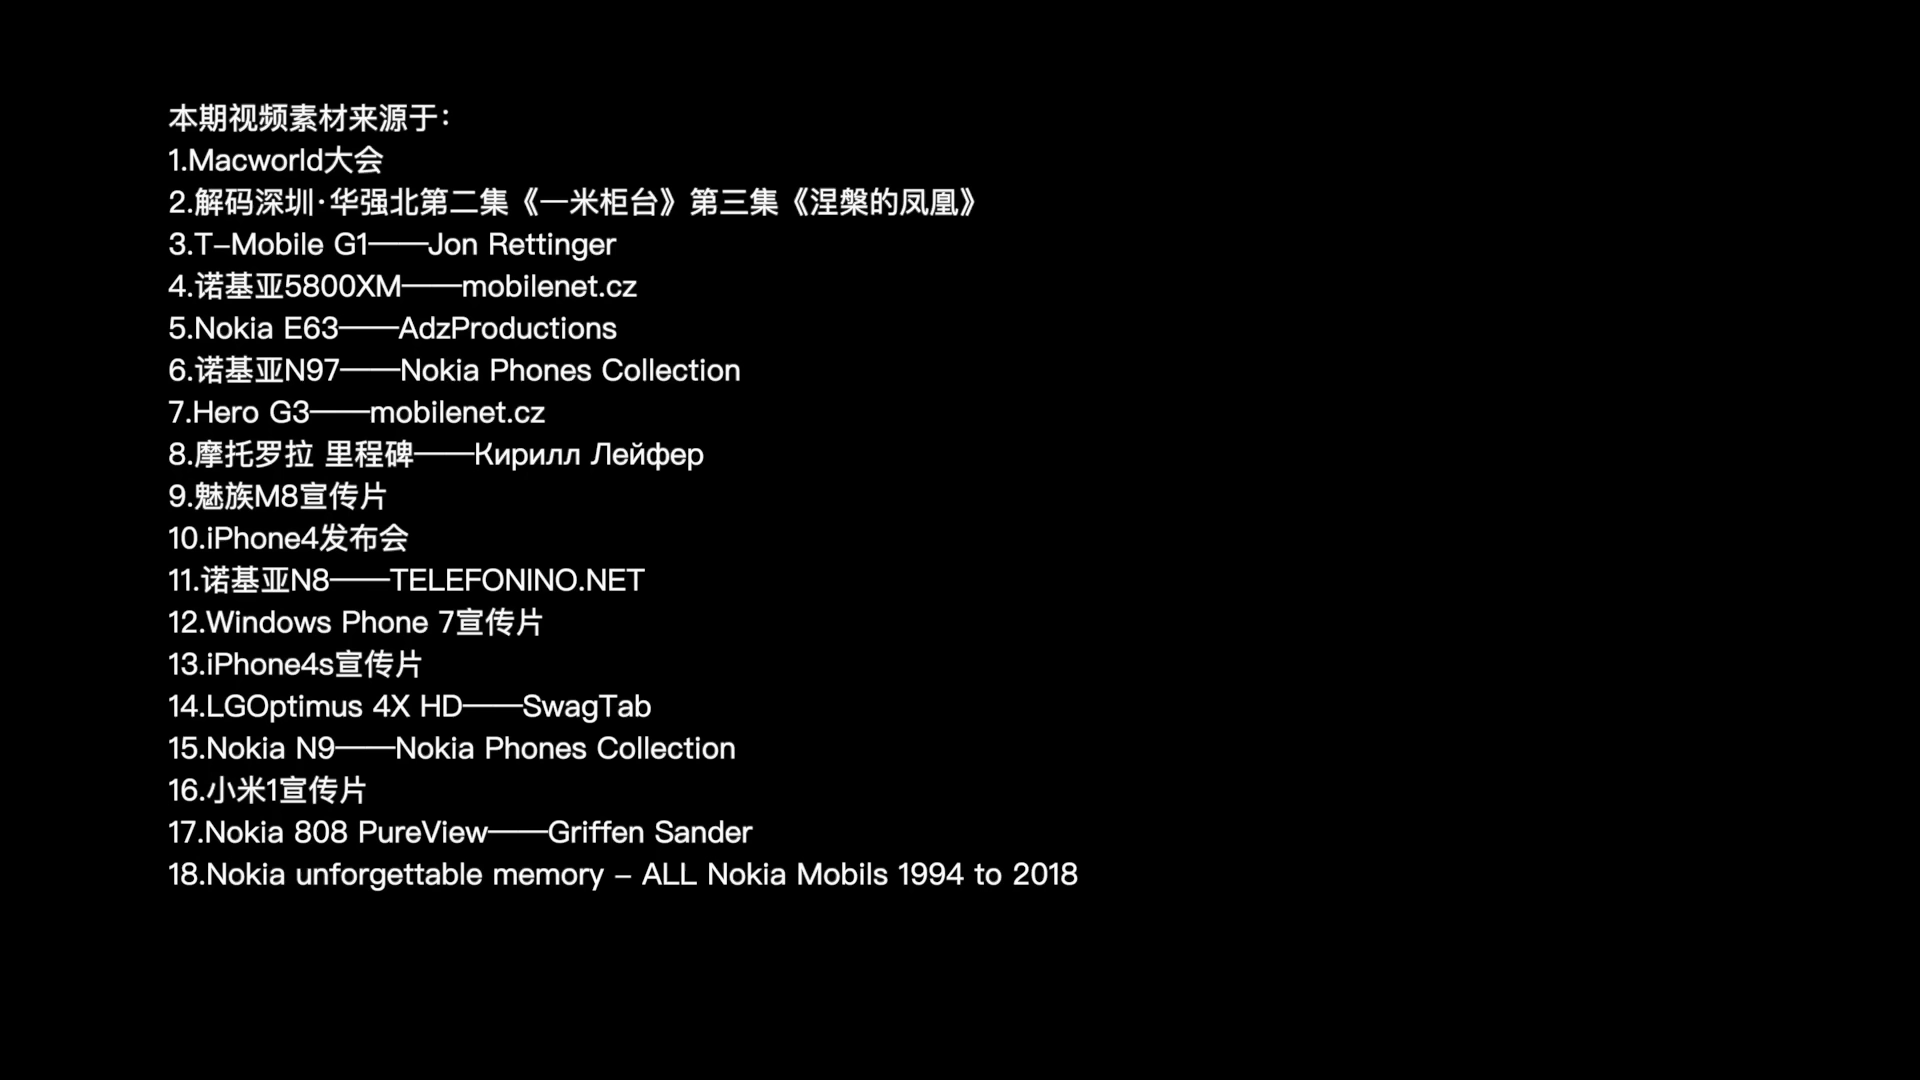 本期视频素材来源于：
1.Macworld大会
2.解码深圳·华强北第二集《一米柜台》第三集《涅槃的凤凰》
3.T-Mobile G1——Jon Rettinger
4.诺基亚5800XM——mobilenet.cz
5.Nokia E63——AdzProductions
6.诺基亚N97——Nokia Phones Collection
7.Hero G3——mobilenet.cz
8.摩托罗拉 里程碑——Кирилл Лейфер
9.魅族M8宣传片
10.iPhone4发布会
11.诺基亚N8——TELEFONINO.NET
12.Windows Phone 7宣传片
13.iPhone4s宣传片
14.LGOptimus 4X HD——SwagTab
15.Nokia N9——Nokia Phones Collection
16.小米1宣传片
17.Nokia 808 PureView——Griffen Sander
18.Nokia unforgettable memory - ALL Nokia Mobils 1994 to 2018